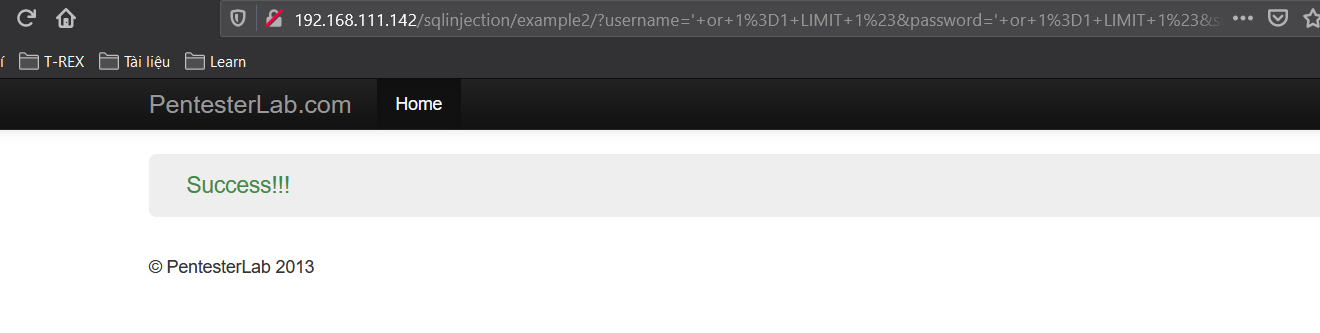 192.168.111.142/sqlinjection/example2/?username='+or+1%3D1+LIMIT+1%23&password='+or+1%3D1+LIMIT+1%23&
í T-REX Tài liệu Learn
PentesterLab.com Home
Success!!!
© PentesterLab 2013